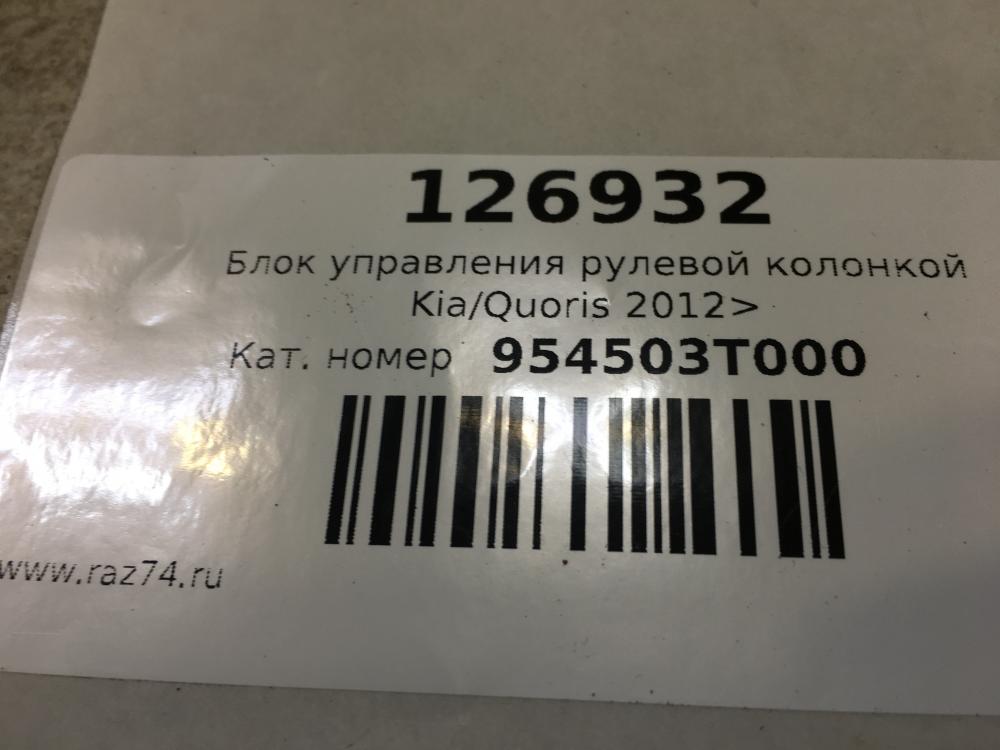 126932
Блок управления рулевой колонкой
Kia/Quoris 2012>
Кат. номер 954503T000
www.raz74.ru